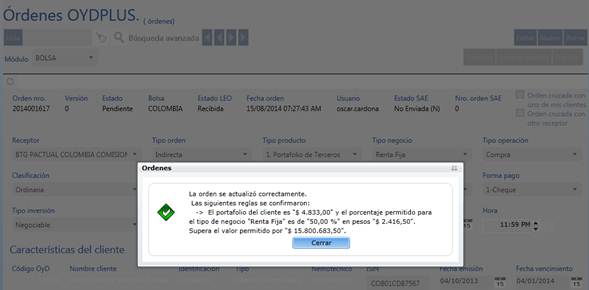 Órdenes OYDPLUS. ( órdenes)
Búsqueda avanzada
Módulo BOLSA
Orden nro. Versión Estado Bolsa Estado LEO Fecha orden Usuario Estado SAE Nro. orden SAE
2014001617 0 Pendiente COLOMBIA Recibida 15/08/2014 07:27:43 AM oscar.cardona No Enviada (N) 0
Orden cruzada con
uno de mis clientes
Orden cruzada con
otro receptor
Receptor Tipo orden Tipo producto Tipo negocio Tipo operación
BTG PACTUAL COLOMBIA COMISION Indirecta 1. Portafolio de Terceros Renta Fija Compra
Clasificación Forma pago
Ordinaria 1-Cheque
Tipo inversión Hora
Negociable 11:59 PM
Ordenes
La orden se actualizó correctamente.
Las siguientes reglas se confirmaron:
-> El portafolio del cliente es "$ 4.833,00" y el porcentaje permitido para
el tipo de negocio "Renta Fija" es de "50,00 %" en pesos "$ 2.416,50".
Supera el valor permitido por "$ 15.800.683,50".
Cerrar
Características del cliente
Código OyD Nombre cliente Identificación Tipo Nemotécnico Fecha emisión Fecha vencimiento
04/10/2013 04/01/2014